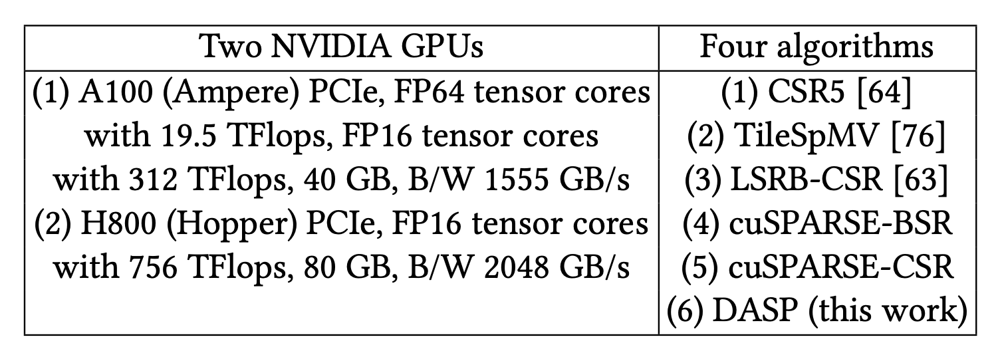 Two NVIDIA GPUs
Four algorithms
(1) A100 (Ampere) PCIe, FP64 tensor cores
with 19.5 TFlops, FP16 tensor cores
with 312 TFlops, 40 GB, B/W 1555 GB/s
(2) H800 (Hopper) PCIe, FP16 tensor cores
with 756 TFlops, 80 GB, B/W 2048 GB/s
(1) CSR5 [64]
(2) TileSpMV [76]
(3) LSRB-CSR [63]
(4) cuSPARSE-BSR
(5) cuSPARSE-CSR
(6) DASP (this work)